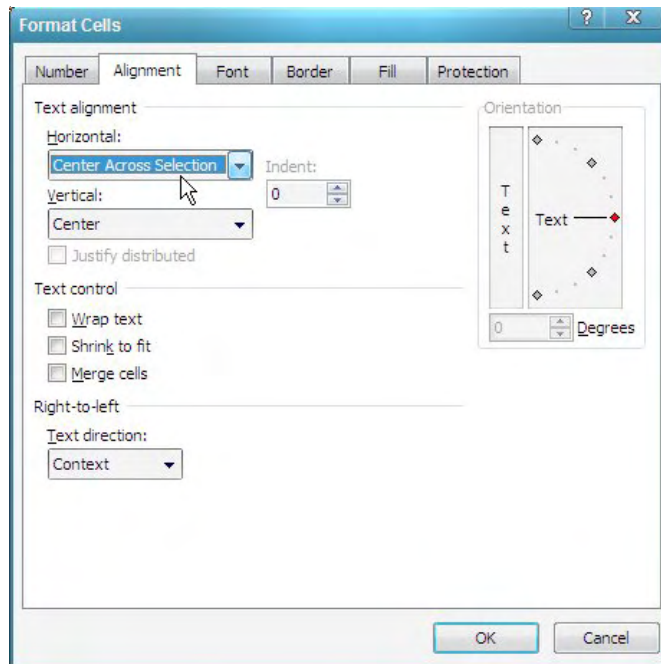 Format Cells
Number Alignment Font Border Fill Protection
Text alignment
Horizontal:
Center Across Selection
Indent:
0
Vertical:
Center
Justify distributed
Text control
Wrap text
Shrink to fit
Merge cells
Right-to-left
Text direction:
Context
Orientation
Text
Text
0 Degrees
OK Cancel